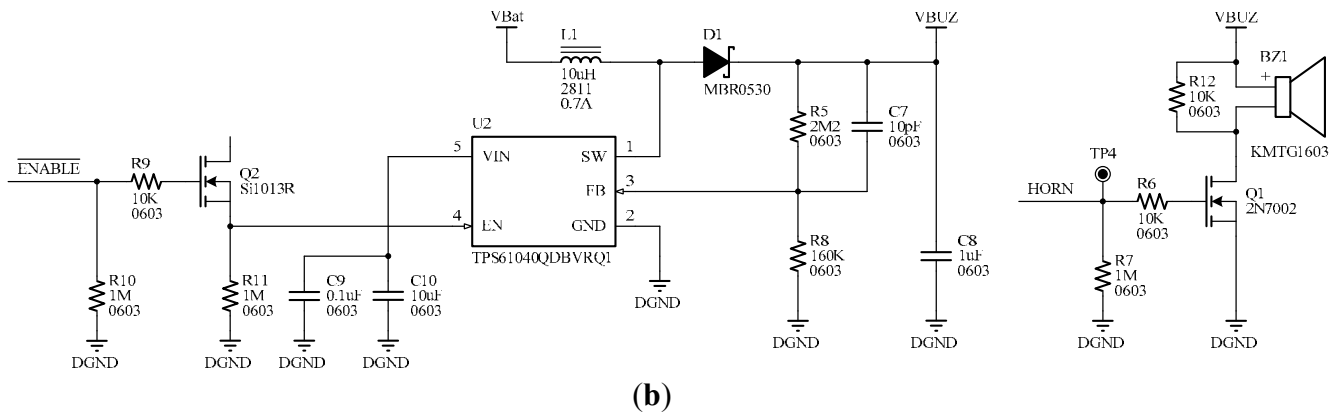 VBat
L1
10uH
2811
0.7A
D1
MBR0530
VBUZ
R5
2M2
0603
C7
10pF
0603
U2
5
VIN
SW
1
FB
3
4
EN
GND
2
TPS61040QDBVRQ1
ENABLE
R9
10K
0603
Q2
Si1013R
R10
1M
0603
DGND
R11
1M
0603
DGND
C9
0.1uF
0603
DGND
C10
10uF
0603
DGND
DGND
R8
160K
0603
DGND
C8
1uF
0603
DGND
VBUZ
R12
10K
0603
BZ1
+
KMTG1603
TP4
HORN
R6
10K
0603
Q1
2N7002
R7
1M
0603
DGND
DGND
(b)